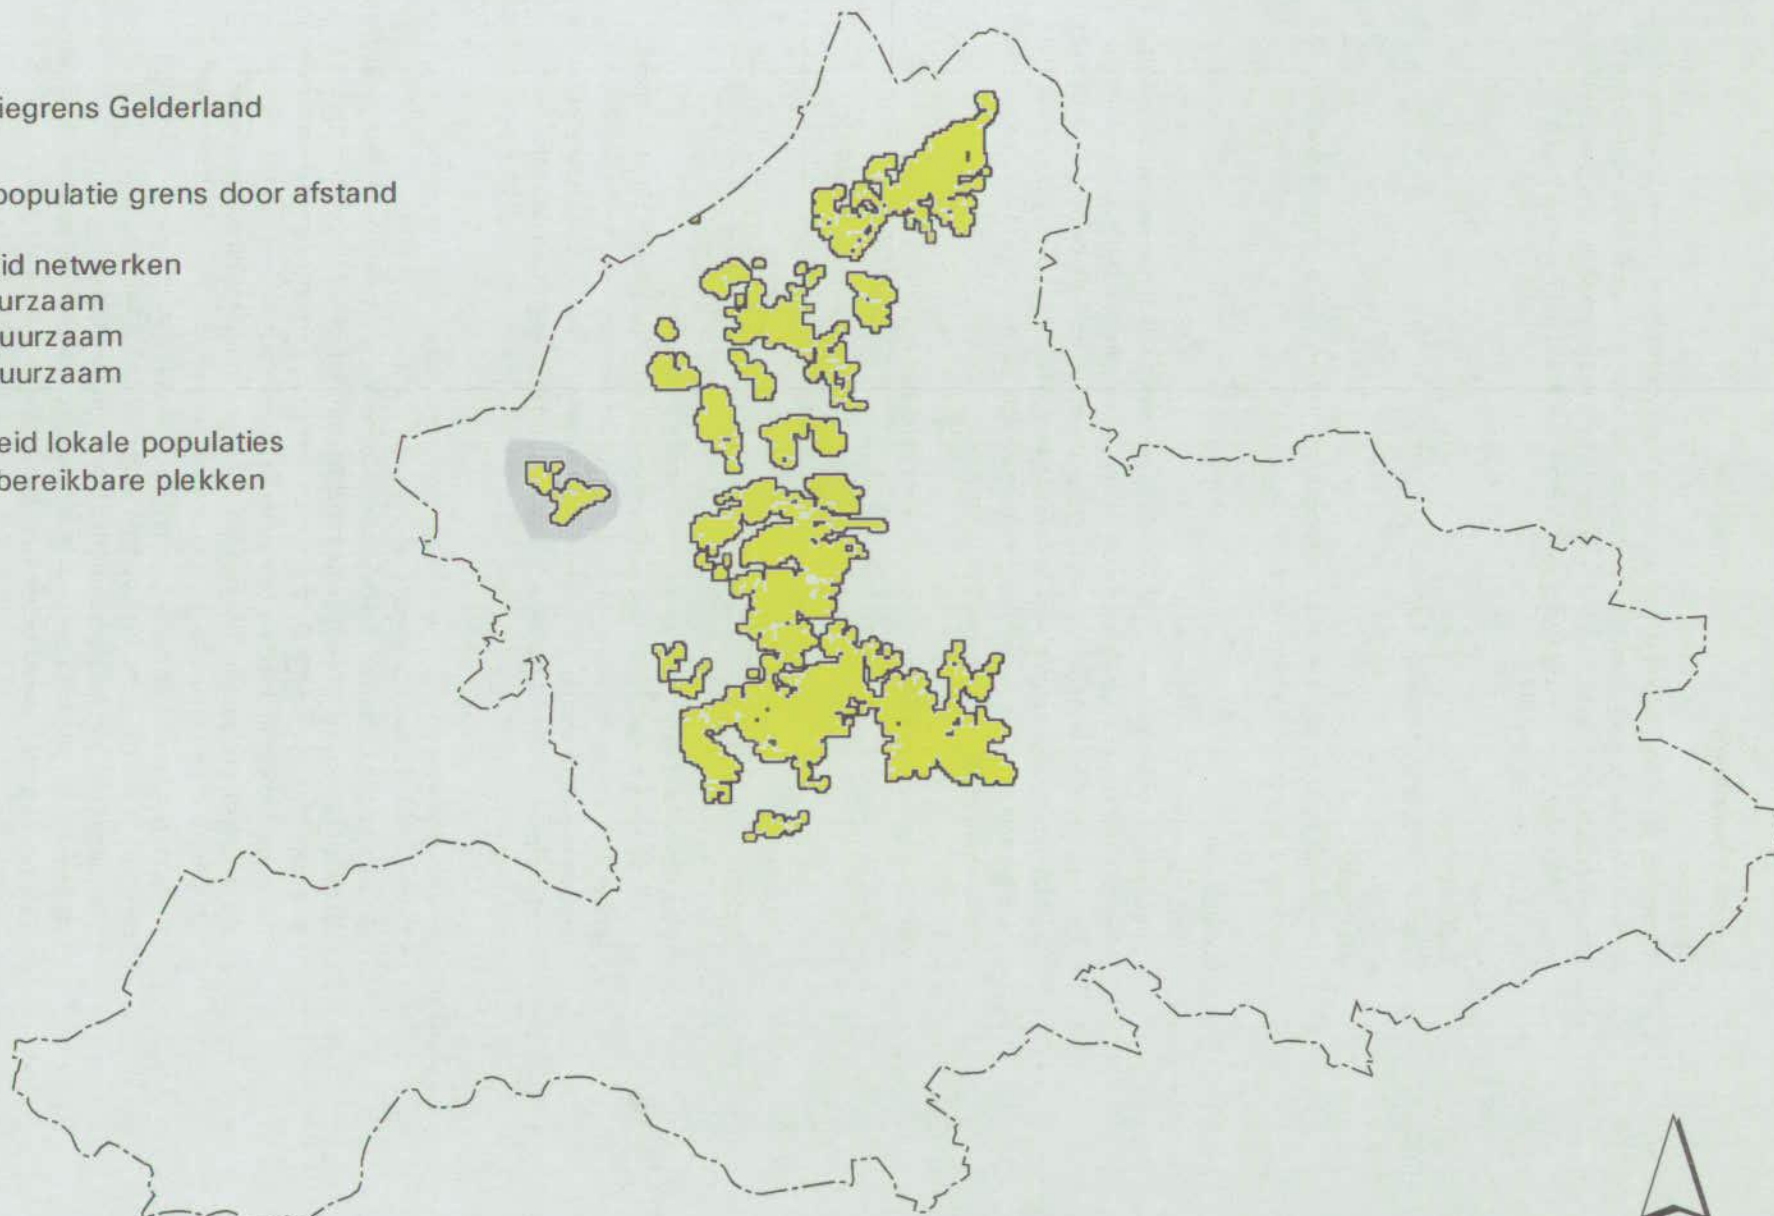 iegrens Gelderland
populatie grens door afstand
id netwerken
urzaam
uurzaam
uurzaam
eid lokale populaties
bereikbare plekken